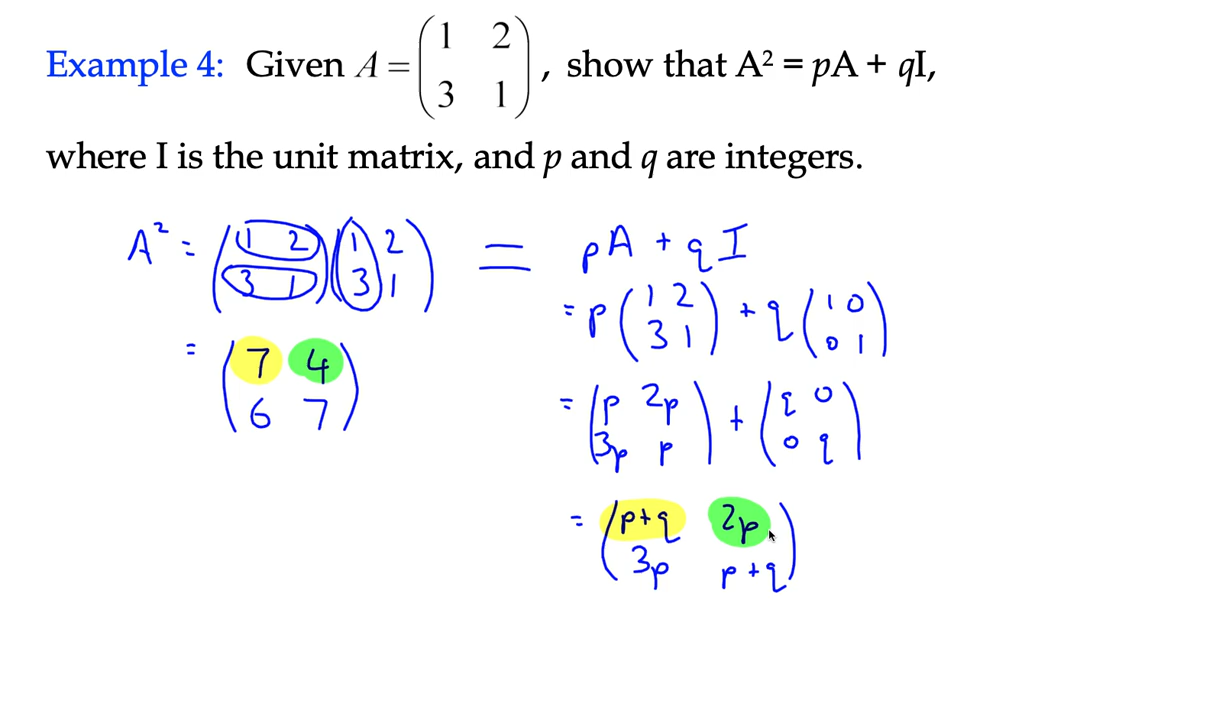 Example 4: Given A = ( 1 2 ) , show that A² = pA + qI,
( 3 1 )
where I is the unit matrix, and p and q are integers.
A² = ( 1 2 ) ( 1 2 ) = pA + qI
( 3 1 ) ( 3 1 )
= p ( 1 2 ) + q ( 1 0 )
( 3 1 ) ( 0 1 )
= ( 7 4 )
( 6 7 )
= ( p 2p ) + ( q 0 )
( 3p p ) ( 0 q )
= ( p+q 2p )
( 3p p+q )